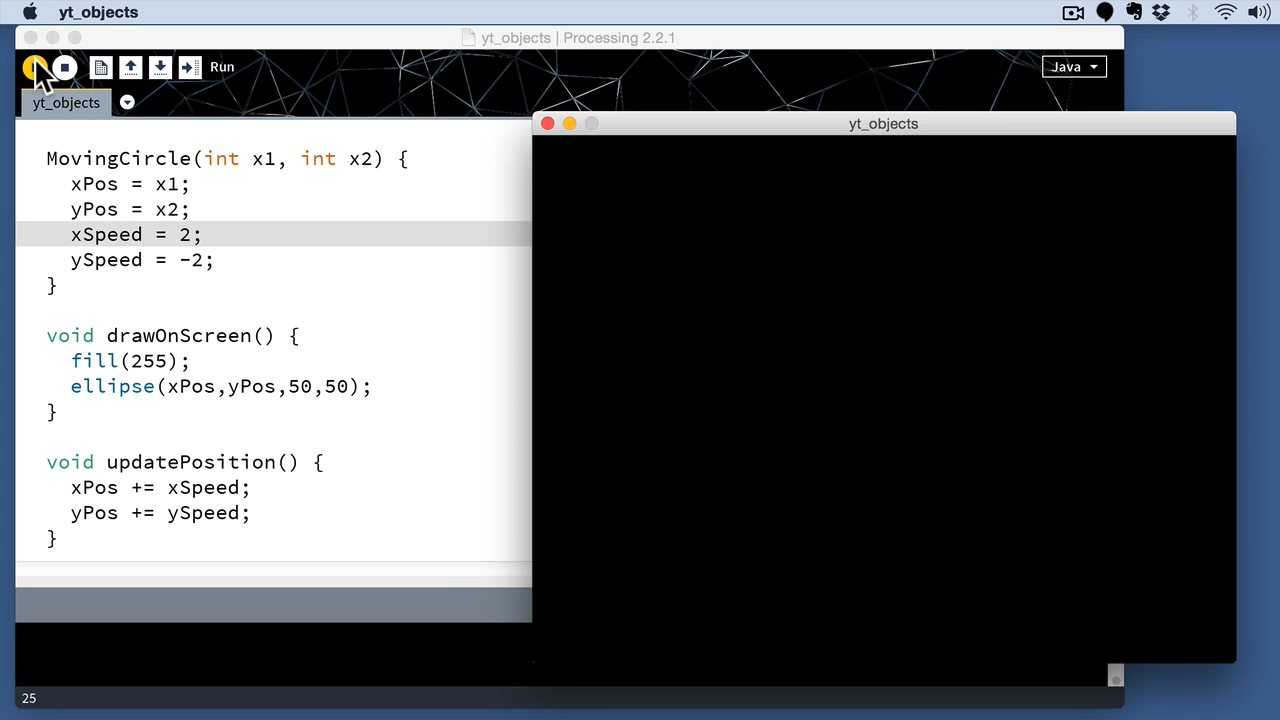 yt_objects
yt_objects | Processing 2.2.1
Run
Java
yt_objects
yt_objects
MovingCircle(int x1, int x2) {
xPos = x1;
yPos = x2;
xSpeed = 2;
ySpeed = -2;
}
void drawOnScreen() {
fill(255);
ellipse(xPos,yPos,50,50);
}
void updatePosition() {
xPos += xSpeed;
yPos += ySpeed;
}
25